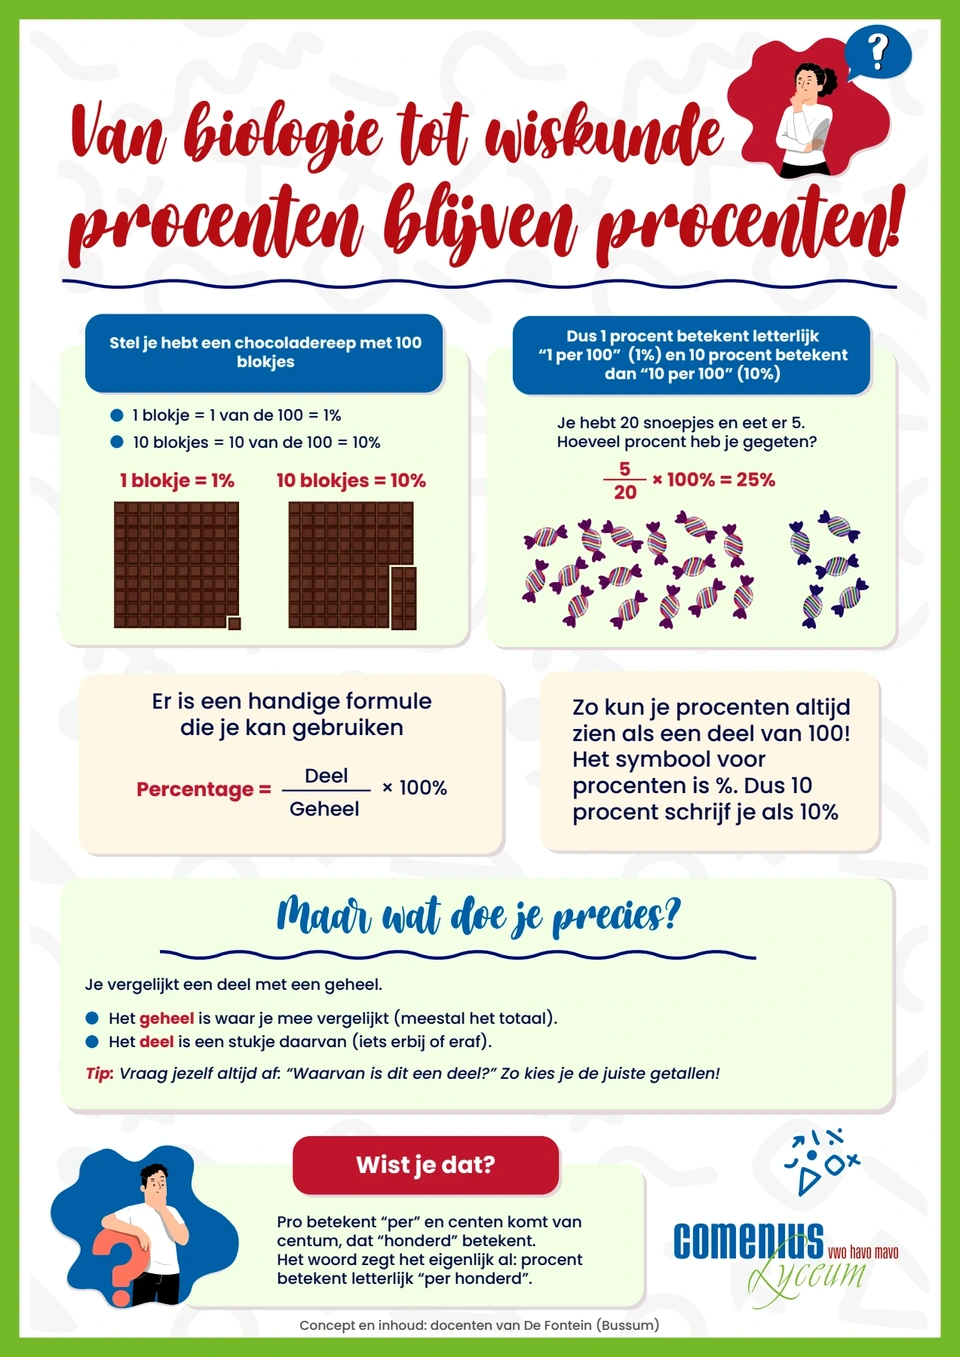 ?
Van biologie tot wiskunde
procenten blijven procenten!
Stel je hebt een chocoladereep met 100
blokjes
1 blokje = 1 van de 100 = 1%
10 blokjes = 10 van de 100 = 10%
1 blokje = 1%
10 blokjes = 10%
Dus 1 procent betekent letterlijk
“1 per 100” (1%) en 10 procent betekent
dan “10 per 100” (10%)
Je hebt 20 snoepjes en eet er 5.
Hoeveel procent heb je gegeten?
5
20
× 100% = 25%
Er is een handige formule
die je kan gebruiken
Percentage =
Deel
Geheel
× 100%
Zo kun je procenten altijd
zien als een deel van 100!
Het symbool voor
procenten is %. Dus 10
procent schrijf je als 10%
Maar wat doe je precies?
Je vergelijkt een deel met een geheel.
Het geheel is waar je mee vergelijkt (meestal het totaal).
Het deel is een stukje daarvan (iets erbij of eraf).
Tip: Vraag jezelf altijd af: “Waarvan is dit een deel?” Zo kies je de juiste getallen!
Wist je dat?
Pro betekent “per” en centen komt van
centum, dat “honderd” betekent.
Het woord zegt het eigenlijk al: procent
betekent letterlijk “per honderd”.
?
comenius vwo havo mavo
Lyceum
Concept en inhoud: docenten van De Fontein (Bussum)